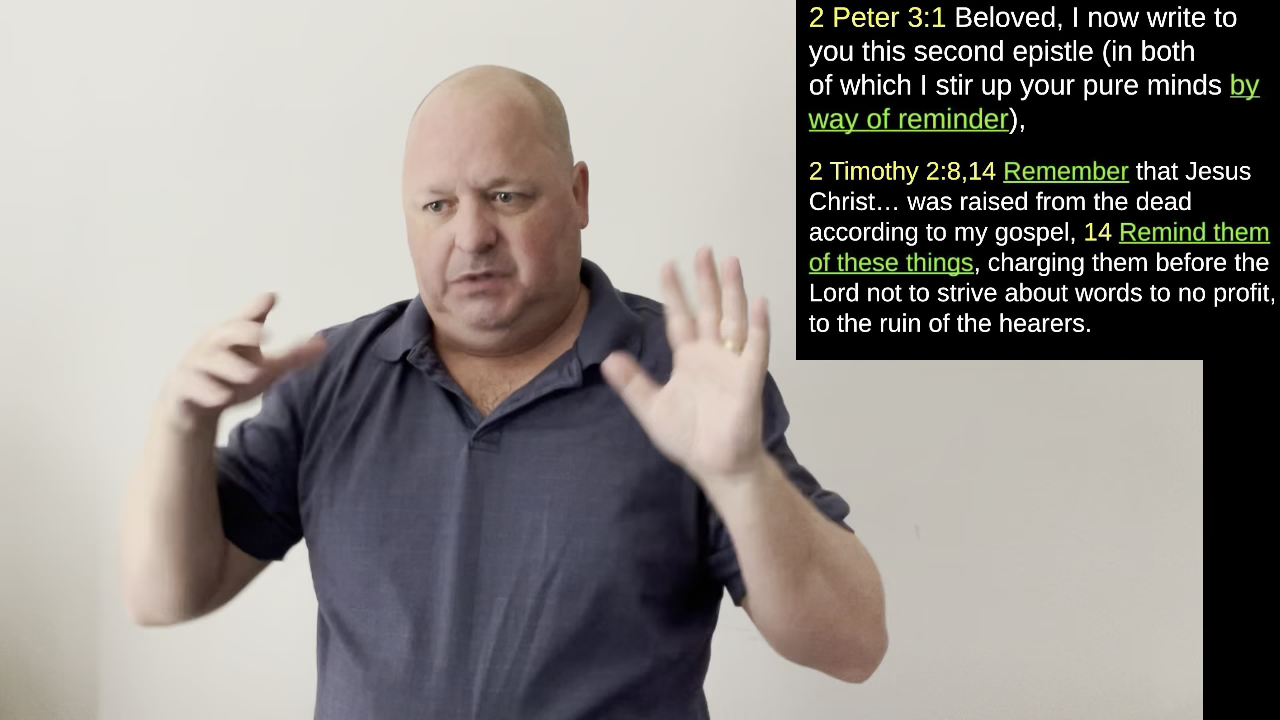 2 Peter 3:1 Beloved, I now write to
you this second epistle (in both
of which I stir up your pure minds by
way of reminder),
2 Timothy 2:8,14 Remember that Jesus
Christ… was raised from the dead
according to my gospel, 14 Remind them
of these things, charging them before the
Lord not to strive about words to no profit,
to the ruin of the hearers.